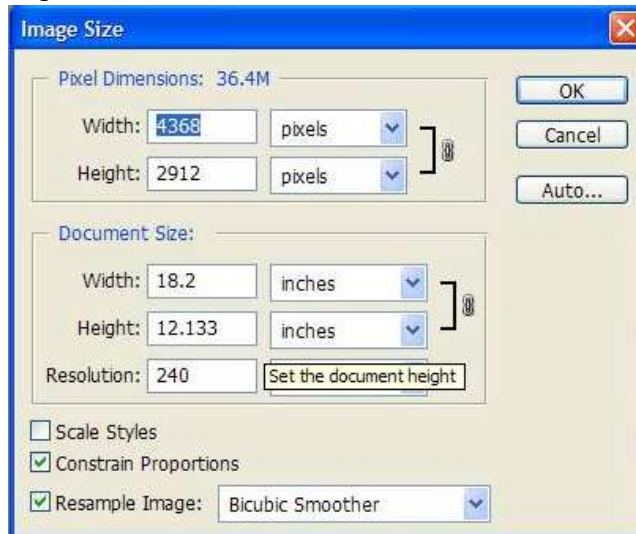 Image Size
Pixel Dimensions: 36.4M
Width: 4368 pixels
Height: 2912 pixels
OK
Cancel
Auto...
Document Size:
Width: 18.2 inches
Height: 12.133 inches
Resolution: 240 Set the document height
Scale Styles
Constrain Proportions
Resample Image: Bicubic Smoother